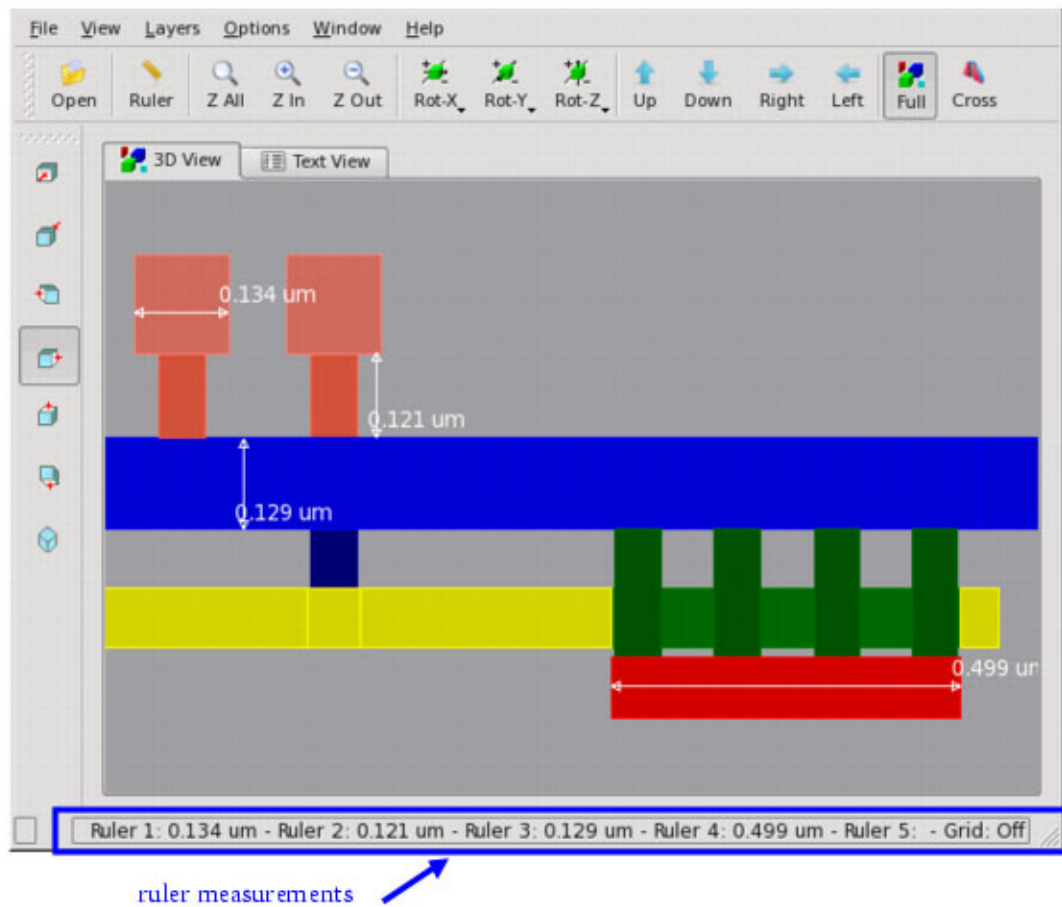 File View Layers Options Window Help
Open Ruler Z All Z In Z Out Rot-X Rot-Y Rot-Z Up Down Right Left Full Cross
3D View Text View
0.134 um
0.121 um
0.129 um
0.499 um
Ruler 1: 0.134 um - Ruler 2: 0.121 um - Ruler 3: 0.129 um - Ruler 4: 0.499 um - Ruler 5: - Grid: Off
ruler measurements